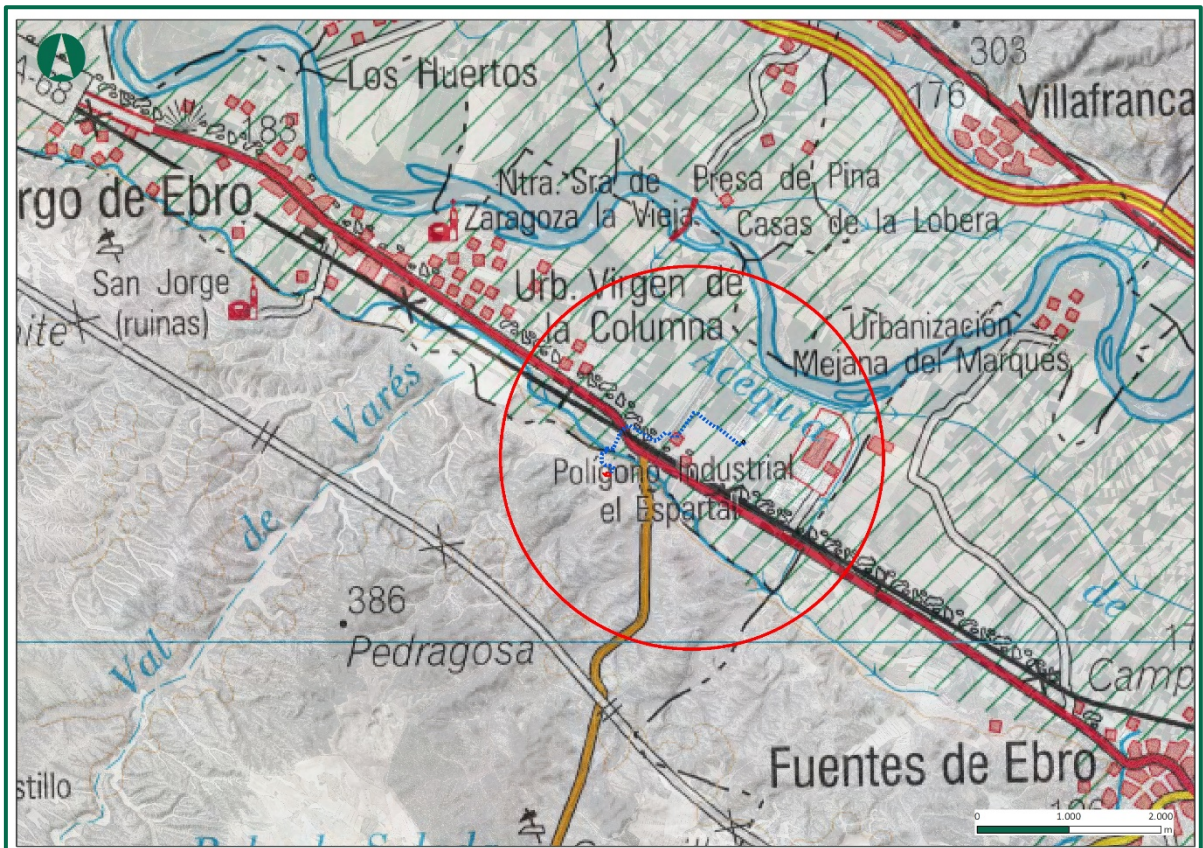 A-68
Los Huertos
183
303
176
Villafranca
rgo de Ebro
Ntra. Sra. de
Zaragoza la Vieja
Presa de Pina
Casas de la Lobera
San Jorge
(ruinas)
Urb. Virgen de
la Columna
Urbanización
Mejana del Marques
Acequia
de
Val de Varés
Polígono Industrial
el Espartal
386
Pedragosa
Camp
Fuentes de Ebro
stillo
0 1.000 2.000
m